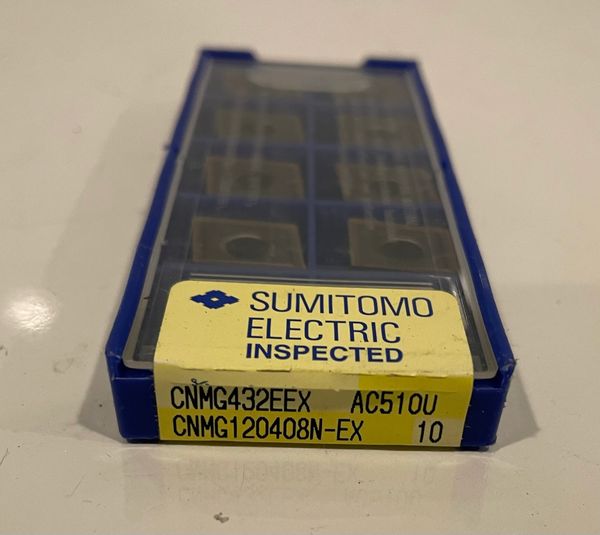 SUMITOMO
ELECTRIC
INSPECTED
CNMG432EEX AC510U
CNMG120408N-EX 10